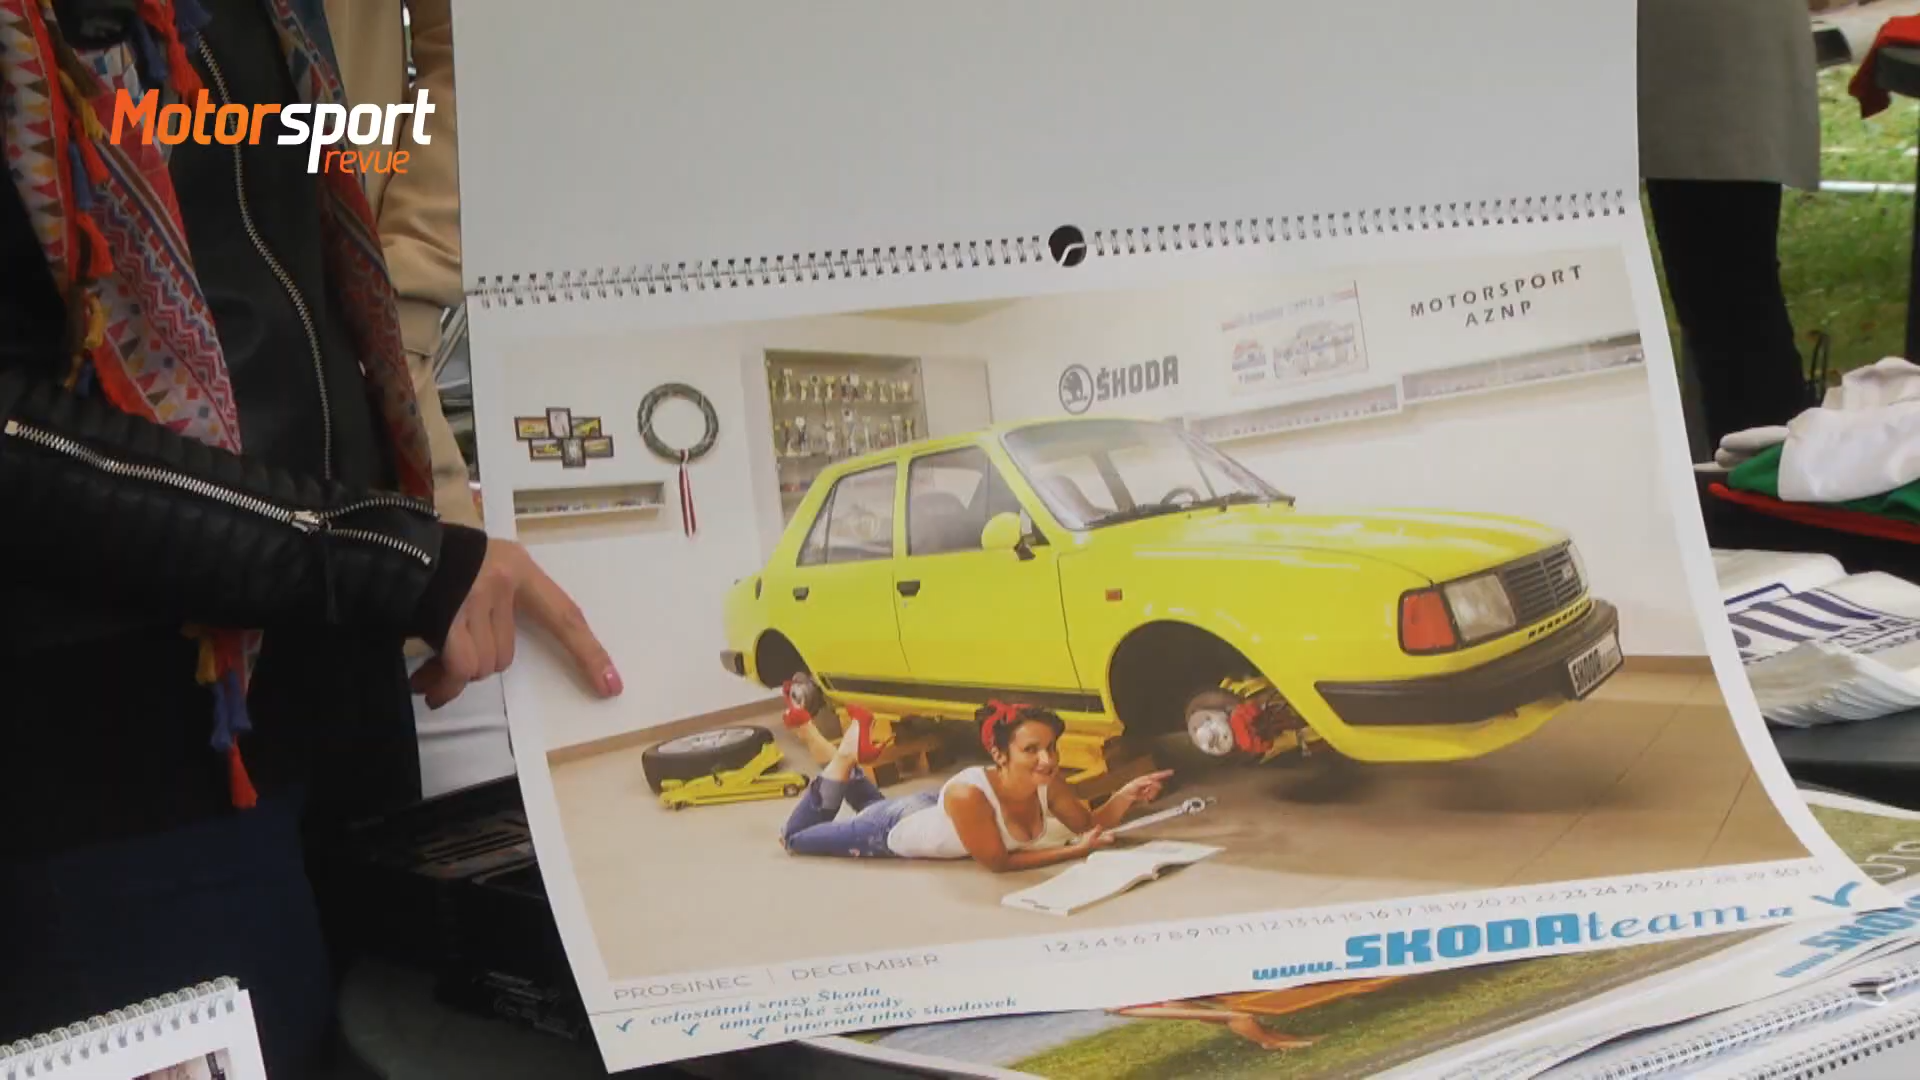 Motorsport
revue
MOTORSPORT
AZNP
ŠKODA
ŠKODA
1 2 3 4 5 6 7 8 9 10 11 12 13 14 15 16 17 18 19 20 21 22 23 24 25 26 27 28 29 30 31
www.SKODAteam.cz
PROSINEC | DECEMBER
celostátní srazy Škoda
amatérské závody
internet plný škodovek